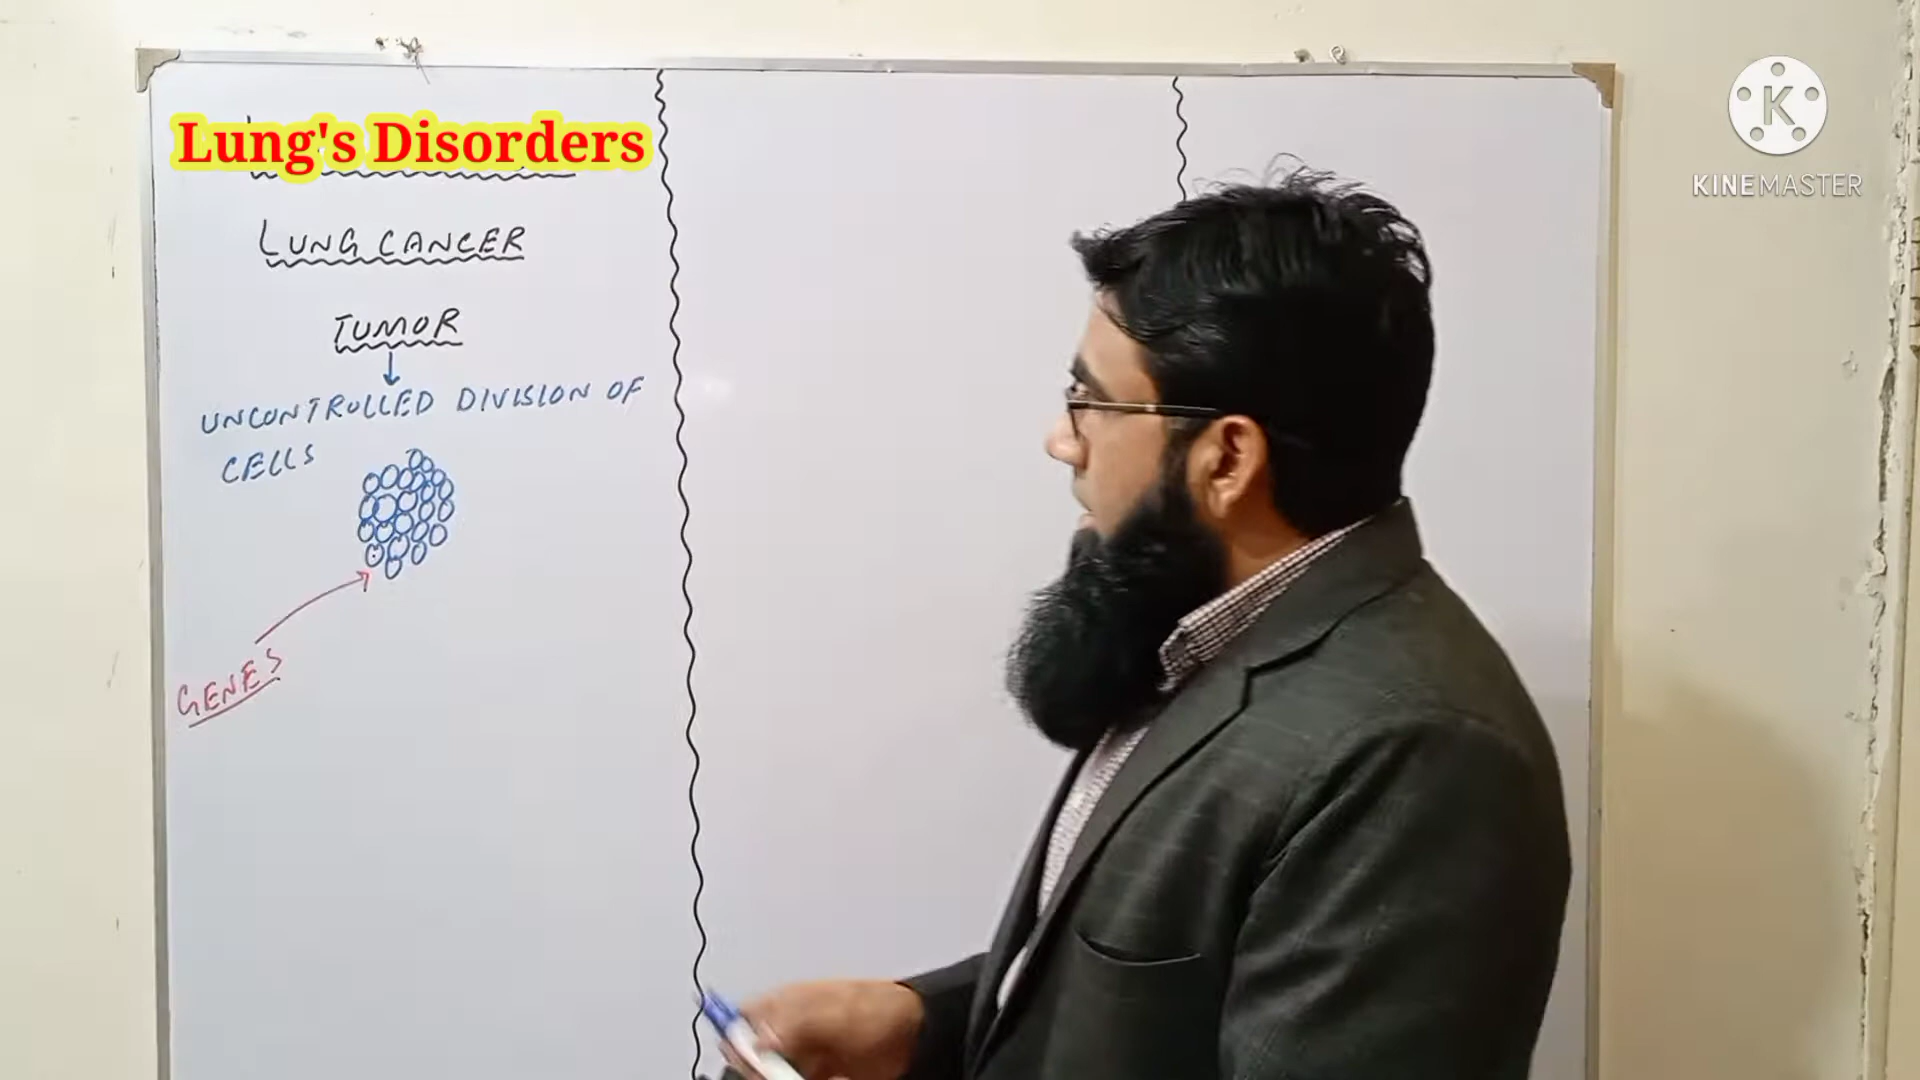 Lung's Disorders
LUNG CANCER
TUMOR
UNCONTROLLED DIVISION OF
CELLS
GENES
K
KINEMASTER